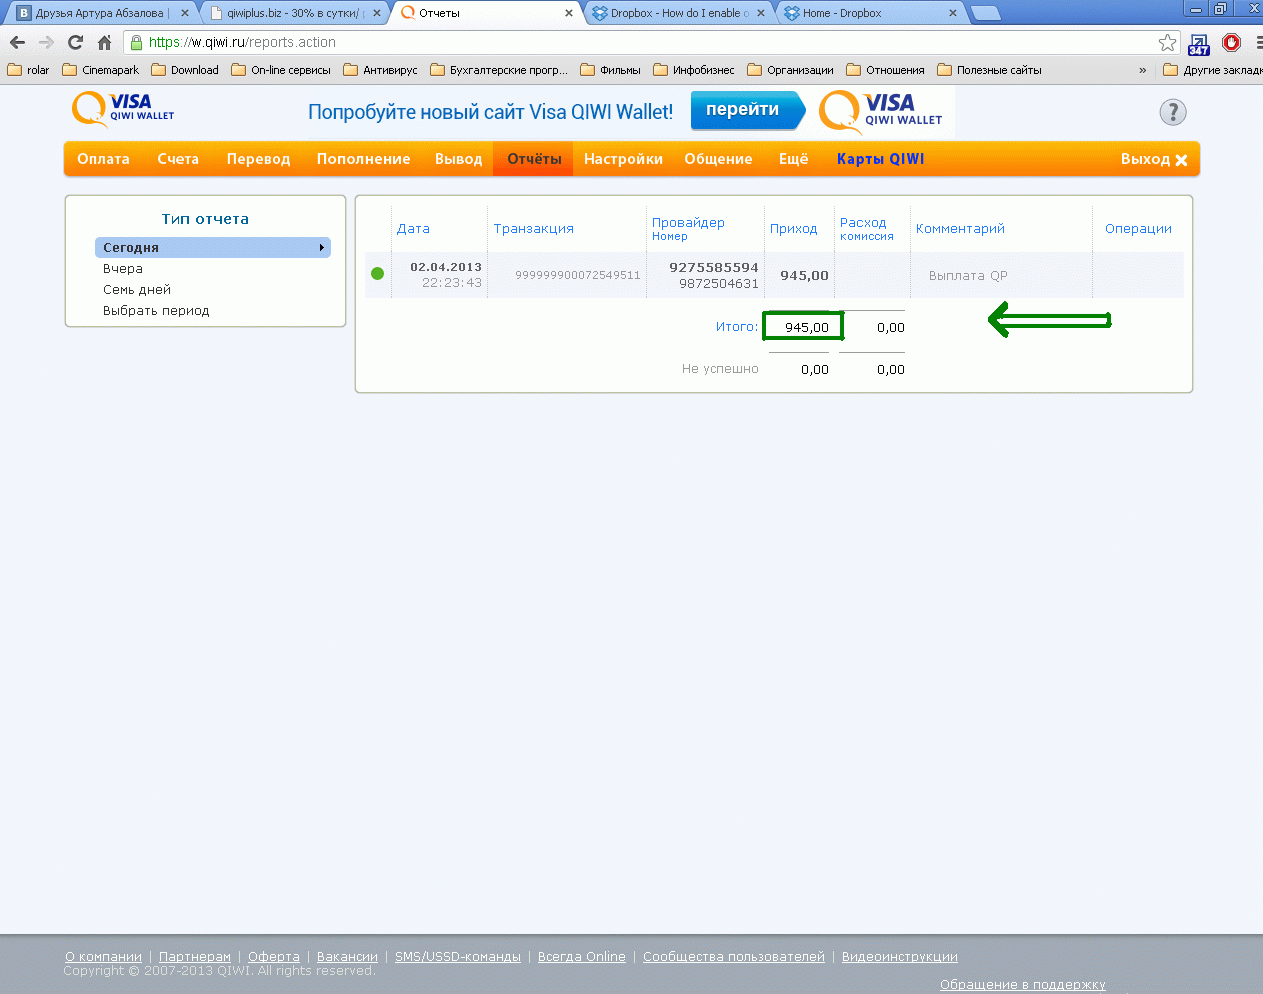 Друзья Артура Абзалова |
qiwiplus.biz - 30% в сутки/
Отчеты
Dropbox - How do I enable
Home - Dropbox
https://w.qiwi.ru/reports.action
347
rolar
Cinemapark
Download
On-line сервисы
Антивирус
Бухгалтерские прогр...
Фильмы
Инфобизнес
Организации
Отношения
Полезные сайты
»
Другие заклад
VISA
QIWI WALLET
Попробуйте новый сайт Visa QIWI Wallet!
перейти
VISA
QIWI WALLET
?
Оплата Счета Перевод Пополнение Вывод Отчёты Настройки Общение Ещё Карты QIWI Выход
Тип отчета
Сегодня
Вчера
Семь дней
Выбрать период
Дата Транзакция Провайдер Номер Приход Расход комиссия Комментарий Операции
02.04.2013 22:23:43 999999900072549511 9275585594 9872504631 945,00 Выплата QP
Итого: 945,00 0,00
Не успешно 0,00 0,00
О компании | Партнерам | Оферта | Вакансии | SMS/USSD-команды | Всегда Online | Сообщества пользователей | Видеоинструкции
Copyright © 2007-2013 QIWI. All rights reserved.
Обращение в поддержку